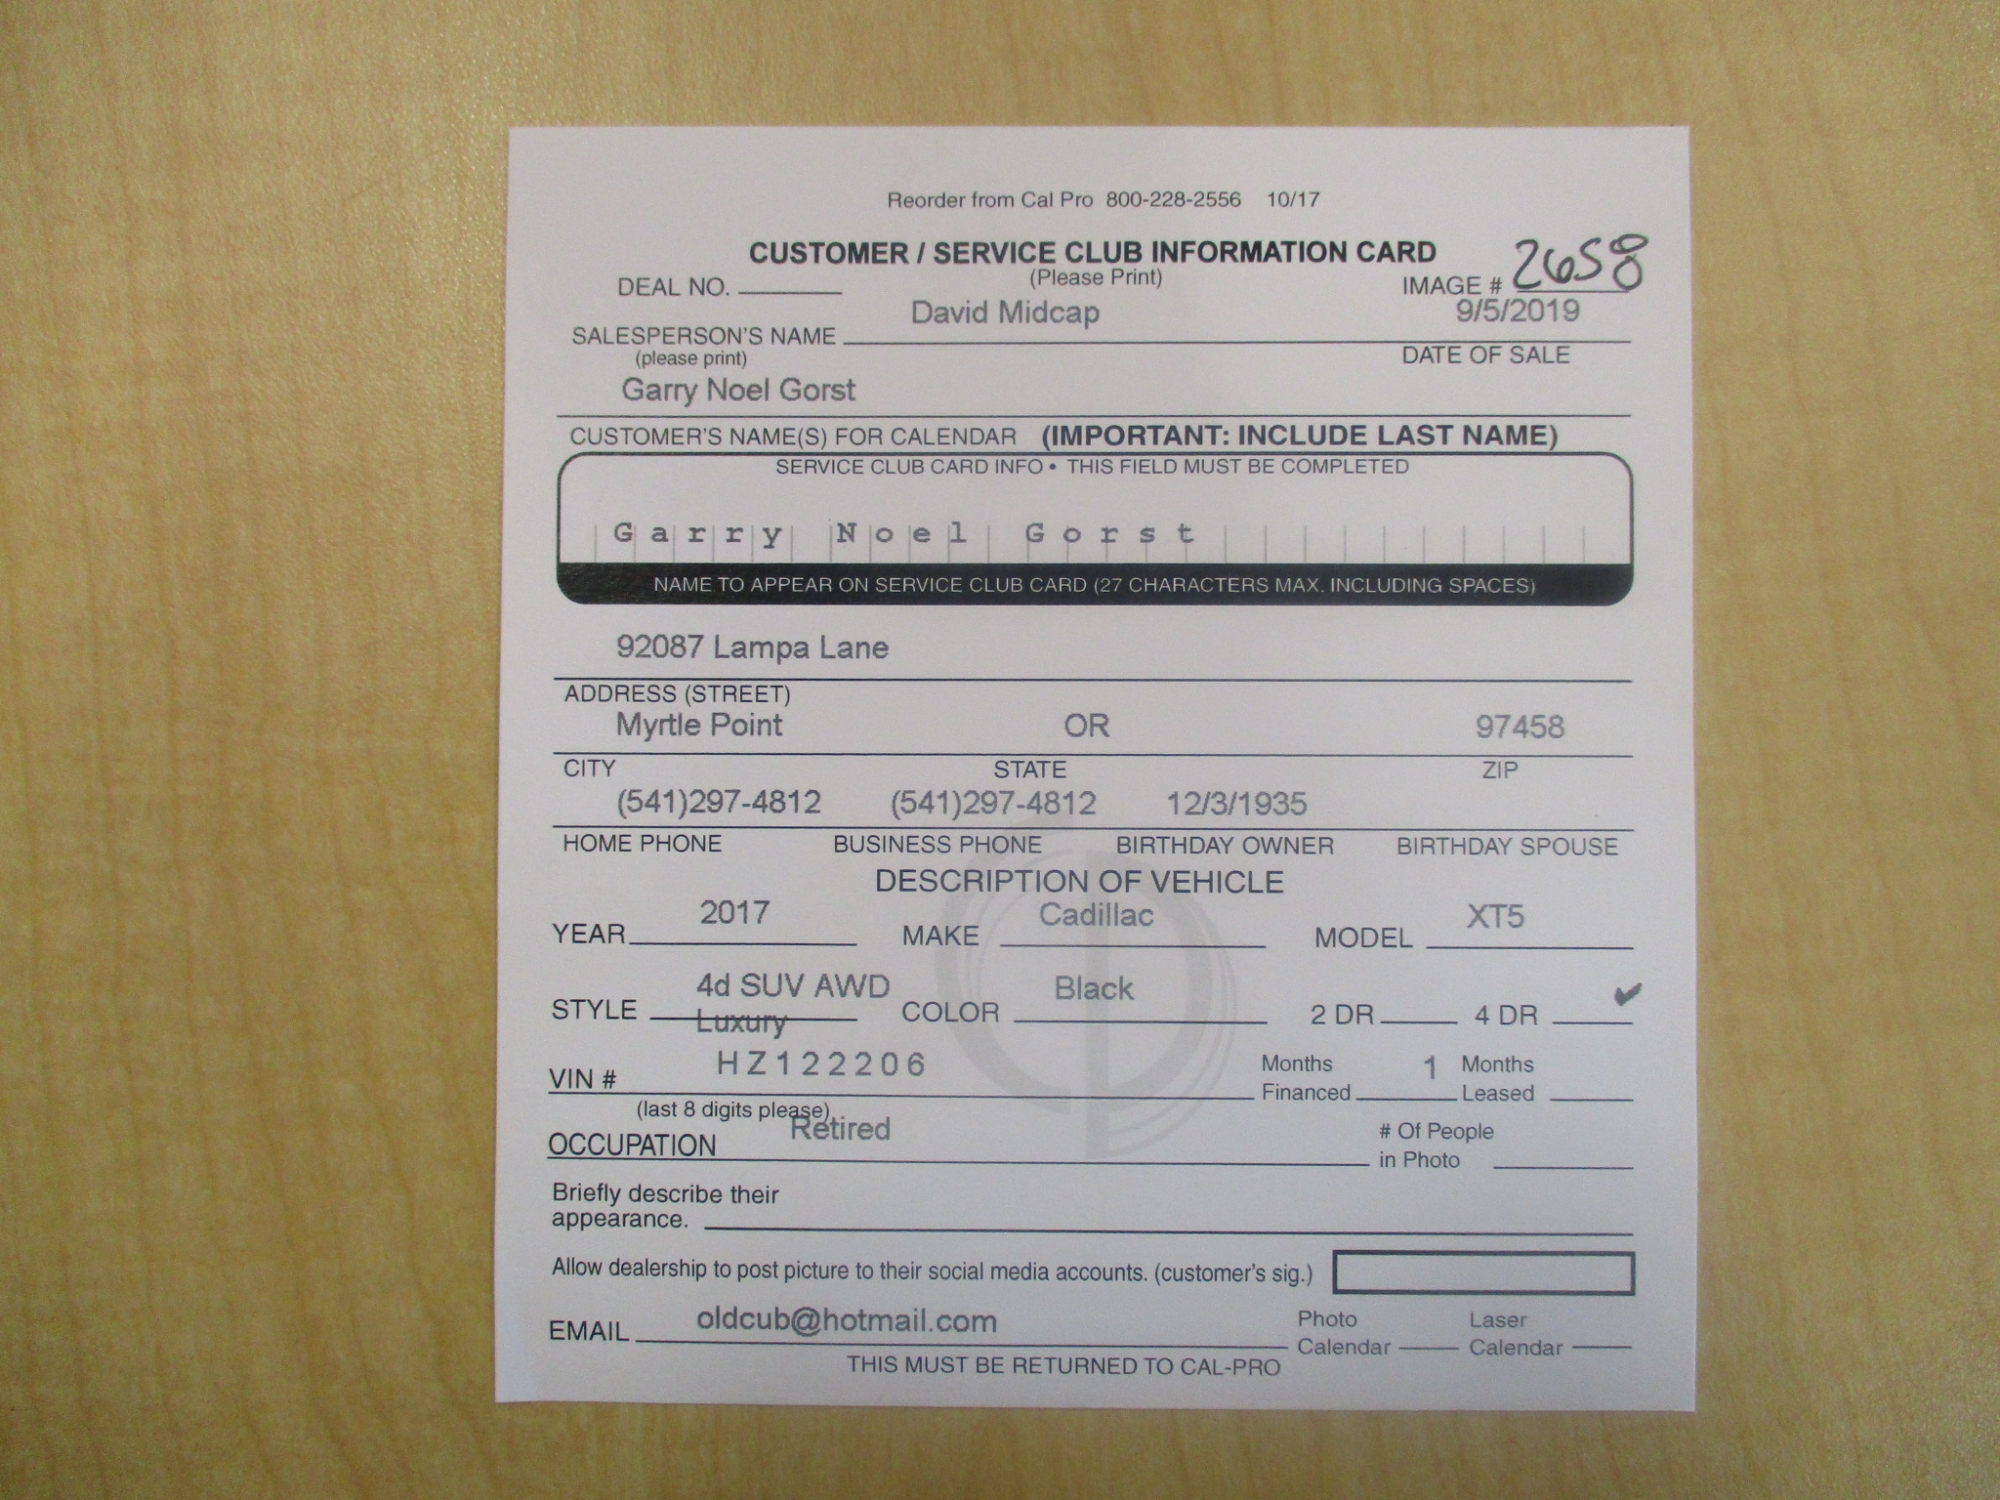 Reorder from Cal Pro 800-228-2556 10/17
CUSTOMER / SERVICE CLUB INFORMATION CARD
(Please Print)
DEAL NO.
IMAGE # 2658
David Midcap
9/5/2019
SALESPERSON'S NAME
(please print)
DATE OF SALE
Garry Noel Gorst
CUSTOMER'S NAME(S) FOR CALENDAR (IMPORTANT: INCLUDE LAST NAME)
SERVICE CLUB CARD INFO • THIS FIELD MUST BE COMPLETED
Garry Noel Gorst
NAME TO APPEAR ON SERVICE CLUB CARD (27 CHARACTERS MAX. INCLUDING SPACES)
92087 Lampa Lane
ADDRESS (STREET)
Myrtle Point OR 97458
CITY STATE ZIP
(541)297-4812 (541)297-4812 12/3/1935
HOME PHONE BUSINESS PHONE BIRTHDAY OWNER BIRTHDAY SPOUSE
DESCRIPTION OF VEHICLE
YEAR 2017 MAKE Cadillac MODEL XT5
STYLE 4d SUV AWD COLOR Black 2 DR 4 DR ✔
Luxury
VIN # HZ122206
(last 8 digits please)
Months Financed 1 Months Leased
OCCUPATION Retired
# Of People
in Photo
Briefly describe their
appearance.
Allow dealership to post picture to their social media accounts. (customer's sig.)
EMAIL oldcub@hotmail.com
Photo Calendar Laser Calendar
THIS MUST BE RETURNED TO CAL-PRO